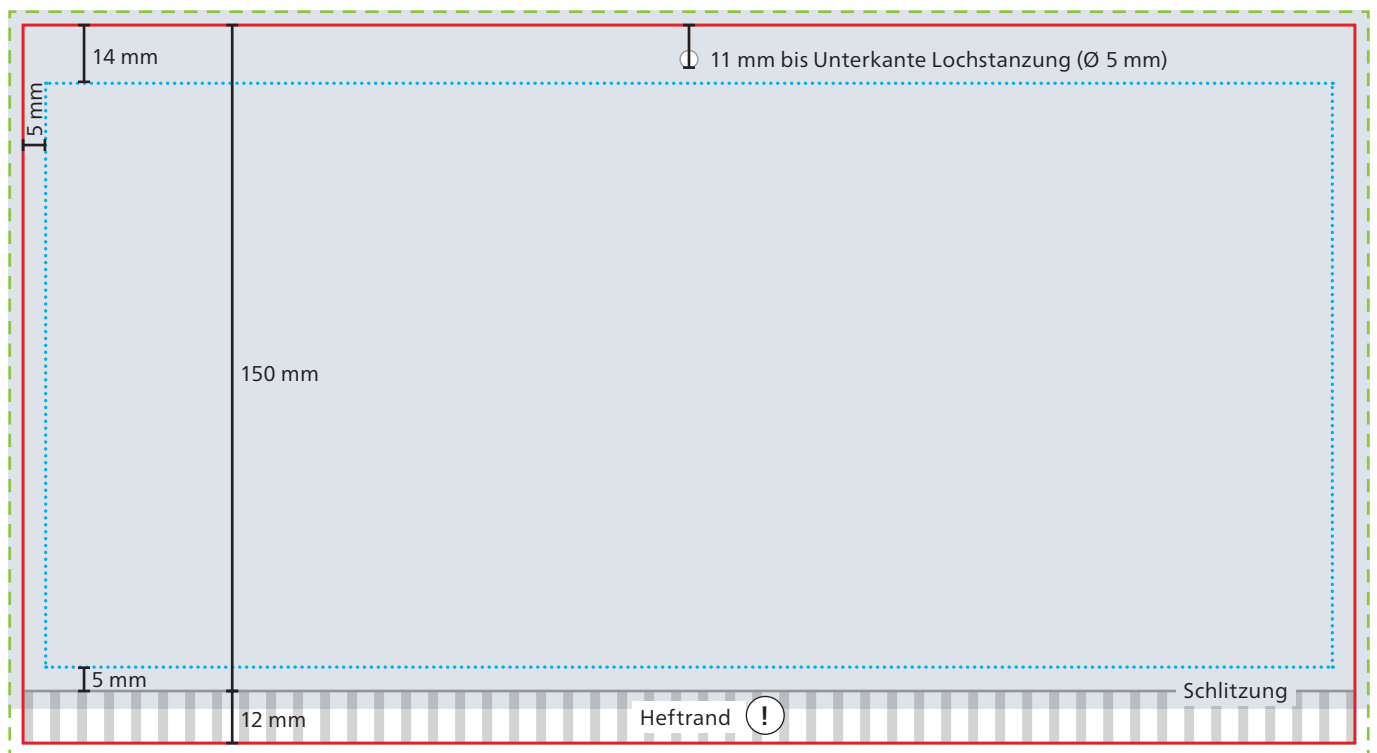 14 mm
11 mm bis Unterkante Lochstanzung (Ø 5 mm)
5 mm
150 mm
5 mm
Schlitzung
12 mm
Heftrand !